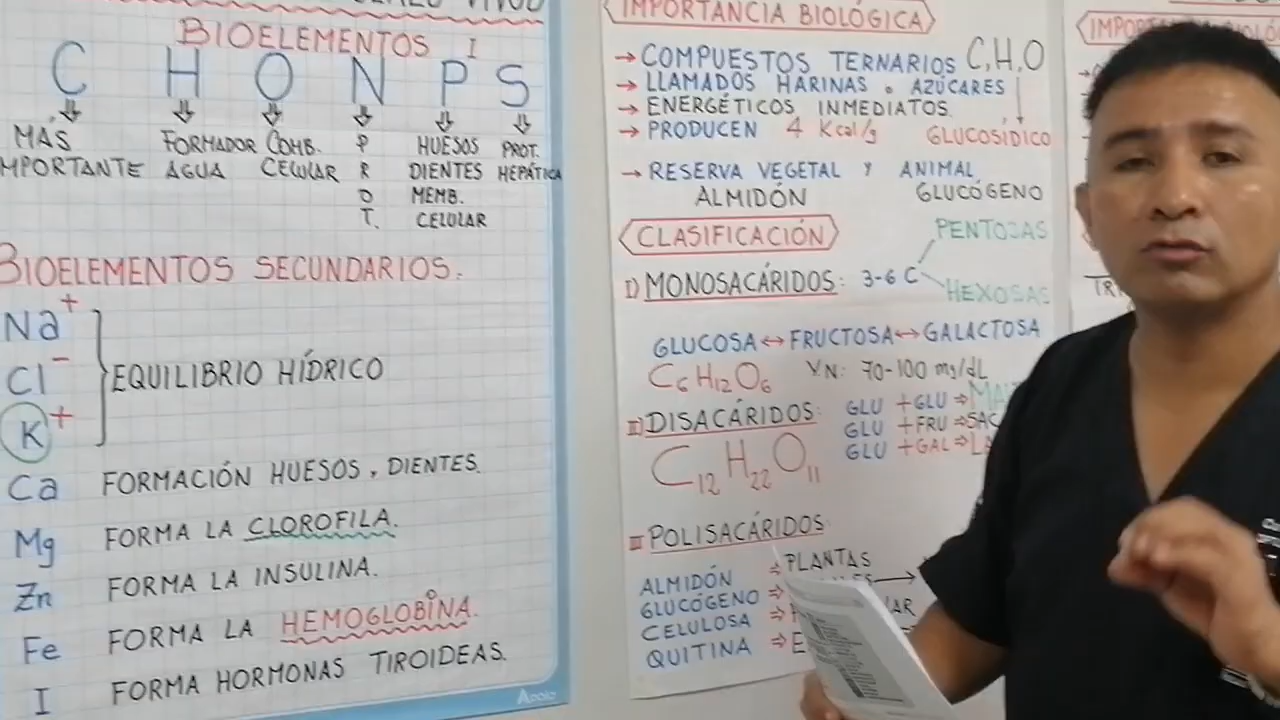 BIOELEMENTOS I
C H O N P S
MÁS IMPORTANTE
FORMADOR AGUA
COMB. CELULAR
P R O T.
HUESOS DIENTES MEMB. CELULAR
PROT. HEPÁTICA
BIOELEMENTOS SECUNDARIOS.
Na+
Cl-
K+
EQUILIBRIO HÍDRICO
Ca FORMACIÓN HUESOS, DIENTES.
Mg FORMA LA CLOROFILA.
Zn FORMA LA INSULINA.
Fe FORMA LA HEMOGLOBINA.
I FORMA HORMONAS TIROIDEAS.
IMPORTANCIA BIOLÓGICA
→ COMPUESTOS TERNARIOS C,H,O
→ LLAMADOS HARINAS o AZÚCARES
→ ENERGÉTICOS INMEDIATOS.
→ PRODUCEN 4 Kcal/g GLUCOSÍDICO
→ RESERVA VEGETAL Y ANIMAL
ALMIDÓN GLUCÓGENO
CLASIFICACIÓN
I) MONOSACÁRIDOS: 3-6 C
PENTOSAS
HEXOSAS
GLUCOSA ↔ FRUCTOSA ↔ GALACTOSA
C6H12O6 VN: 70-100 mg/dL
II) DISACÁRIDOS:
GLU + GLU ⇒
GLU + FRU ⇒ SAC
GLU + GAL ⇒
C12H22O11
III POLISACÁRIDOS
ALMIDÓN ⇒ PLANTAS
GLUCÓGENO ⇒
CELULOSA ⇒
QUITINA ⇒